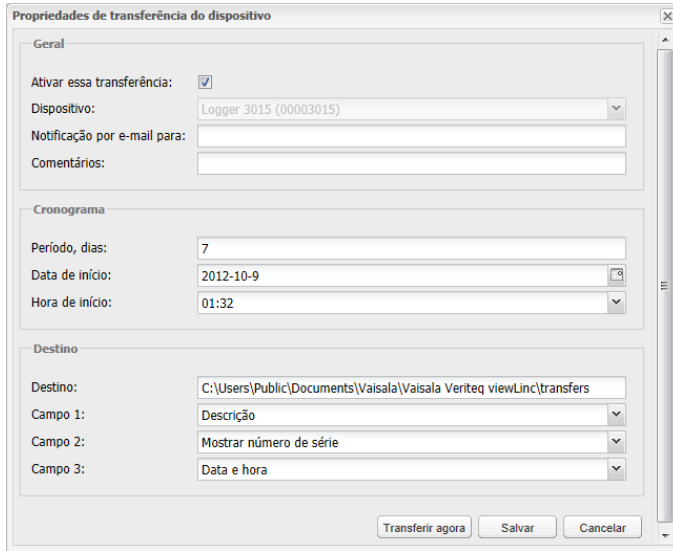 Propriedades de transferência do dispositivo
Geral
Ativar essa transferência:
Dispositivo: Logger 3015 (00003015)
Notificação por e-mail para:
Comentários:
Cronograma
Período, dias: 7
Data de início: 2012-10-9
Hora de início: 01:32
Destino
Destino: C:\Users\Public\Documents\Vaisala\Vaisala Veriteq viewLinc\transfers
Campo 1: Descrição
Campo 2: Mostrar número de série
Campo 3: Data e hora
Transferir agora Salvar Cancelar